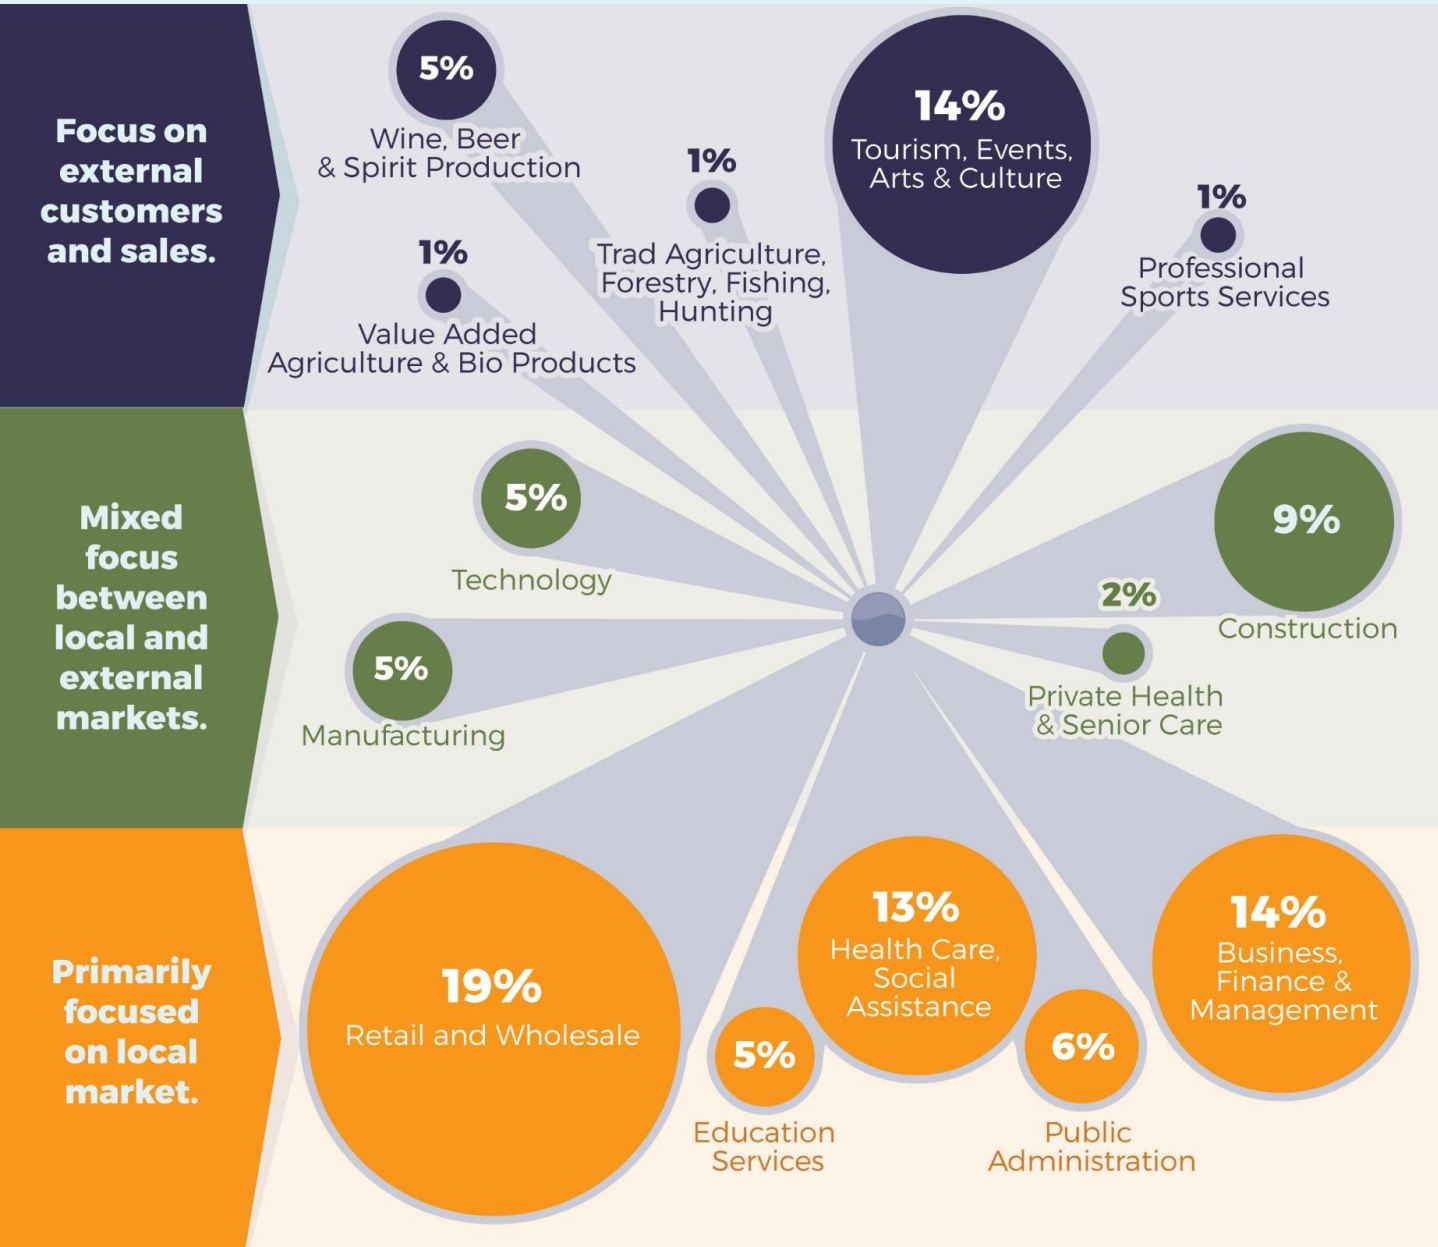 Focus on
external
customers
and sales.
5%
Wine, Beer
& Spirit Production
1%
Value Added
Agriculture & Bio Products
1%
Trad Agriculture,
Forestry, Fishing,
Hunting
14%
Tourism, Events,
Arts & Culture
1%
Professional
Sports Services
Mixed
focus
between
local and
external
markets.
5%
Technology
5%
Manufacturing
9%
Construction
2%
Private Health
& Senior Care
Primarily
focused
on local
market.
19%
Retail and Wholesale
5%
Education
Services
13%
Health Care,
Social
Assistance
6%
Public
Administration
14%
Business,
Finance &
Management